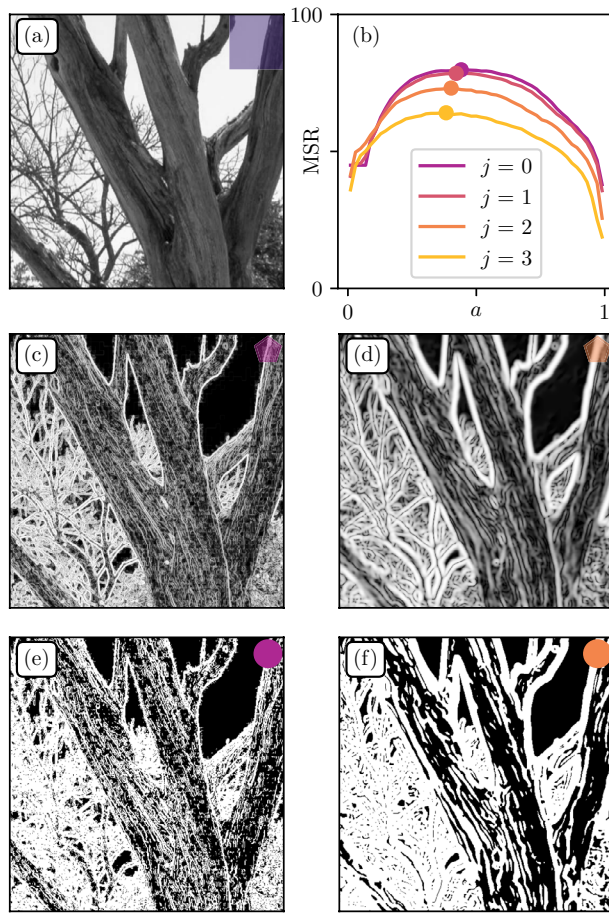 (a)
(b)
100
MSR
0
j = 0
j = 1
j = 2
j = 3
0
a
1
(c)
(d)
(e)
(f)